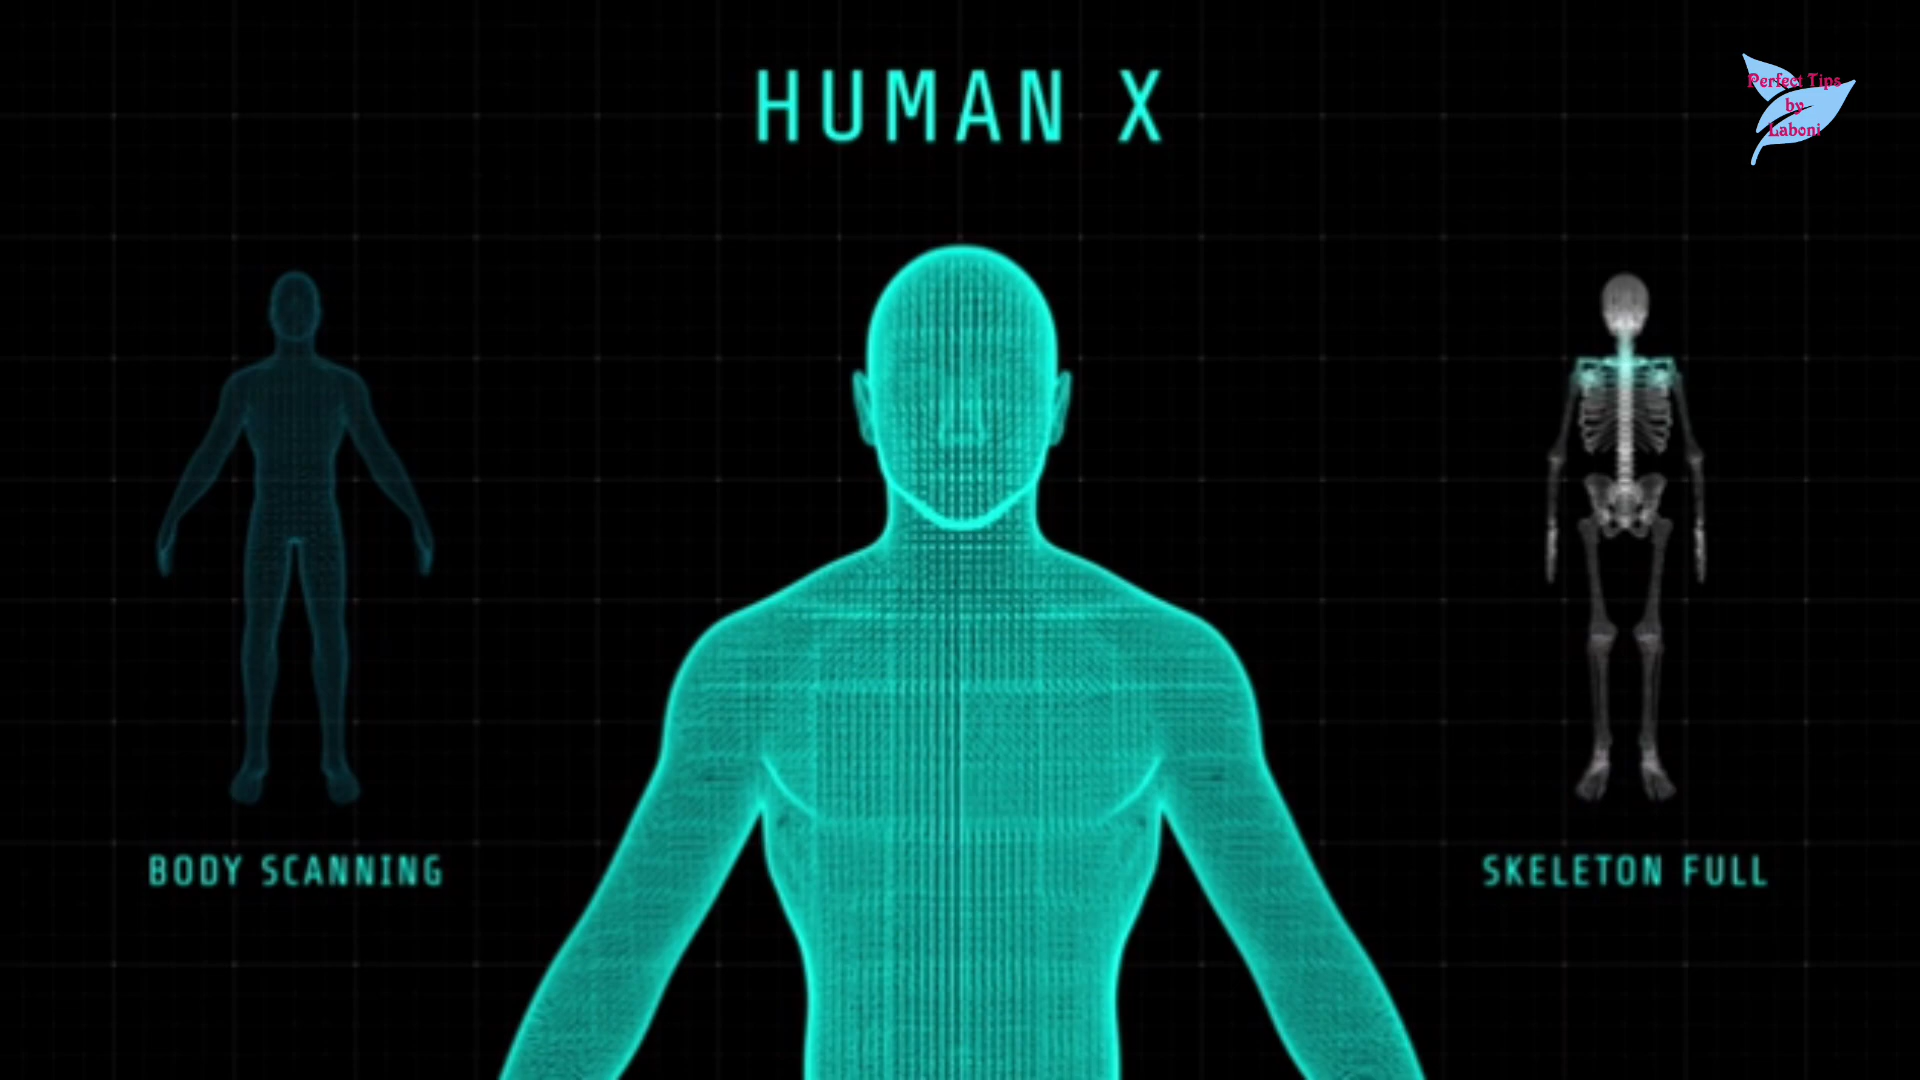 HUMAN X
Perfect Tips
by
Laboni
BODY SCANNING
SKELETON FULL